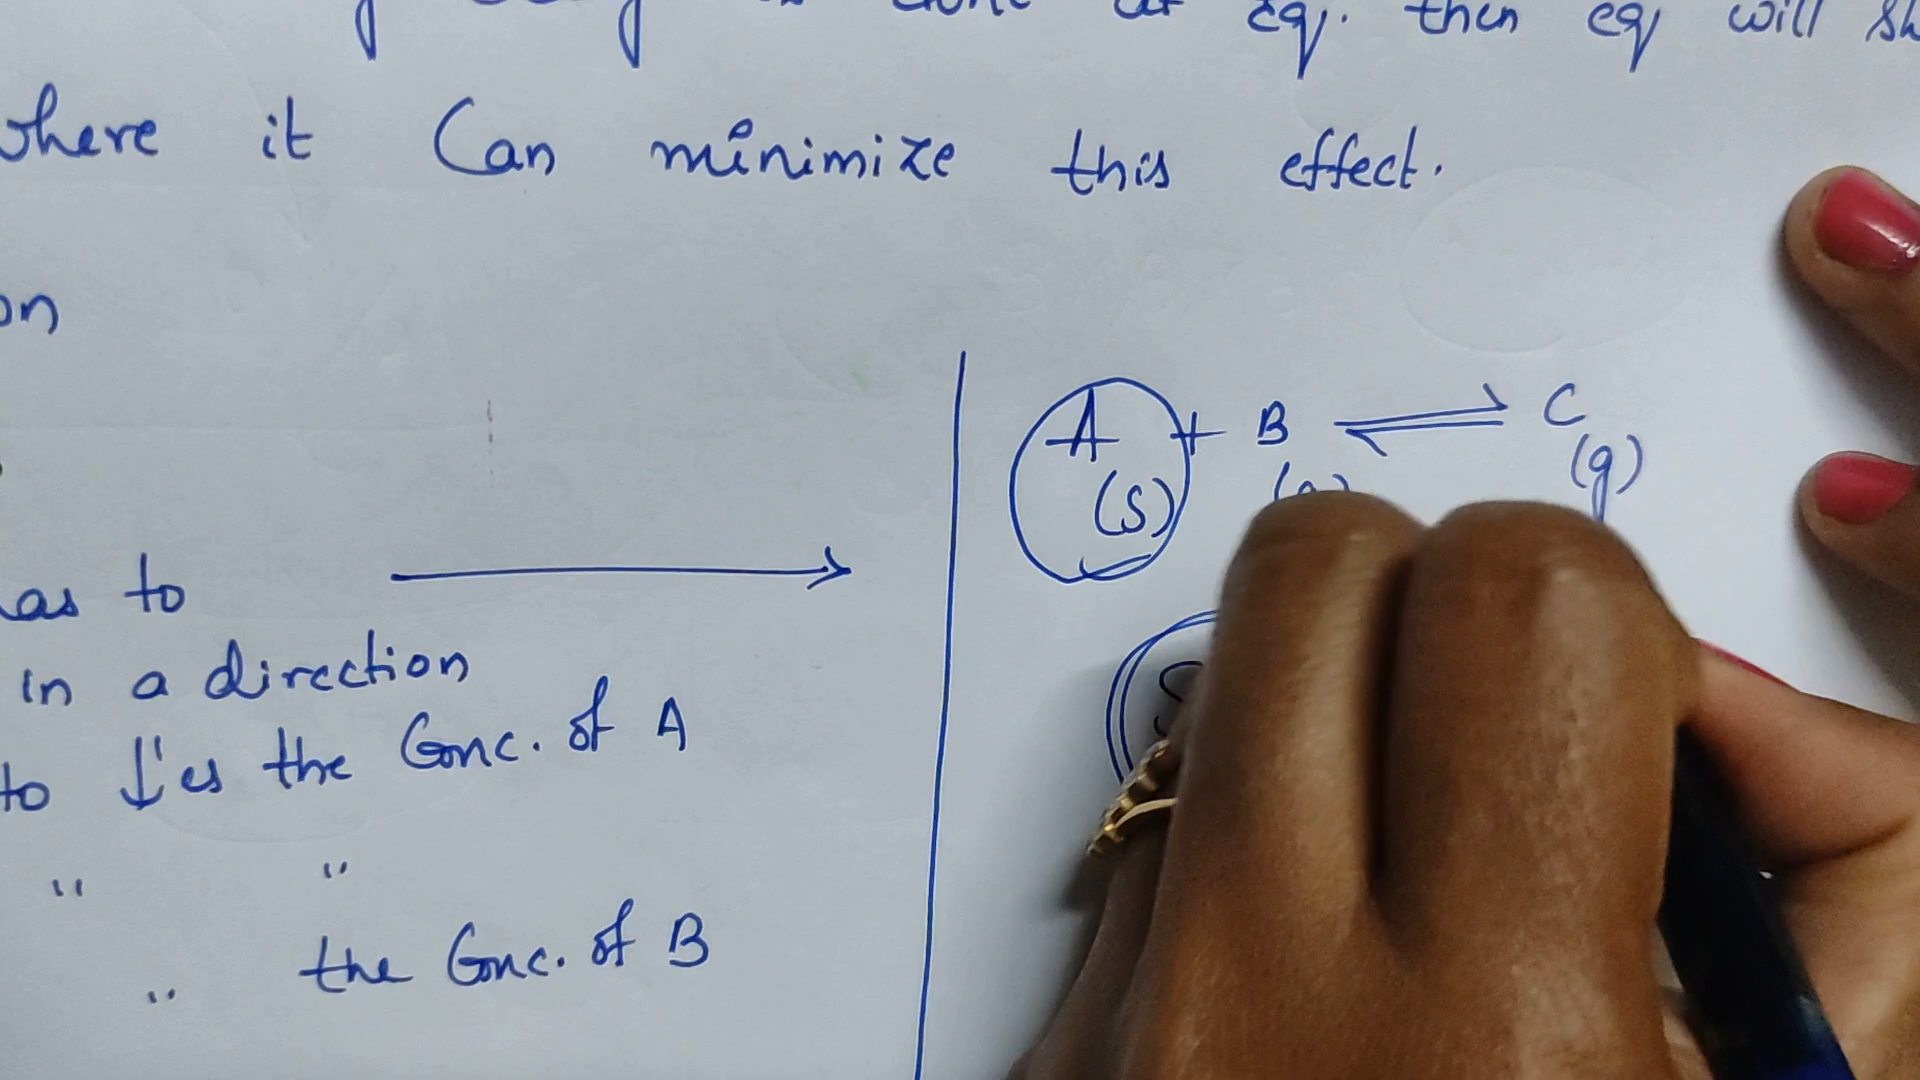 at Eq. then eq will
where it Can minimize this effect.
on
to
in a direction
to ↓'es the Conc. of A
" "
" the Conc. of B
A + B ⇌ C
(S) (g)